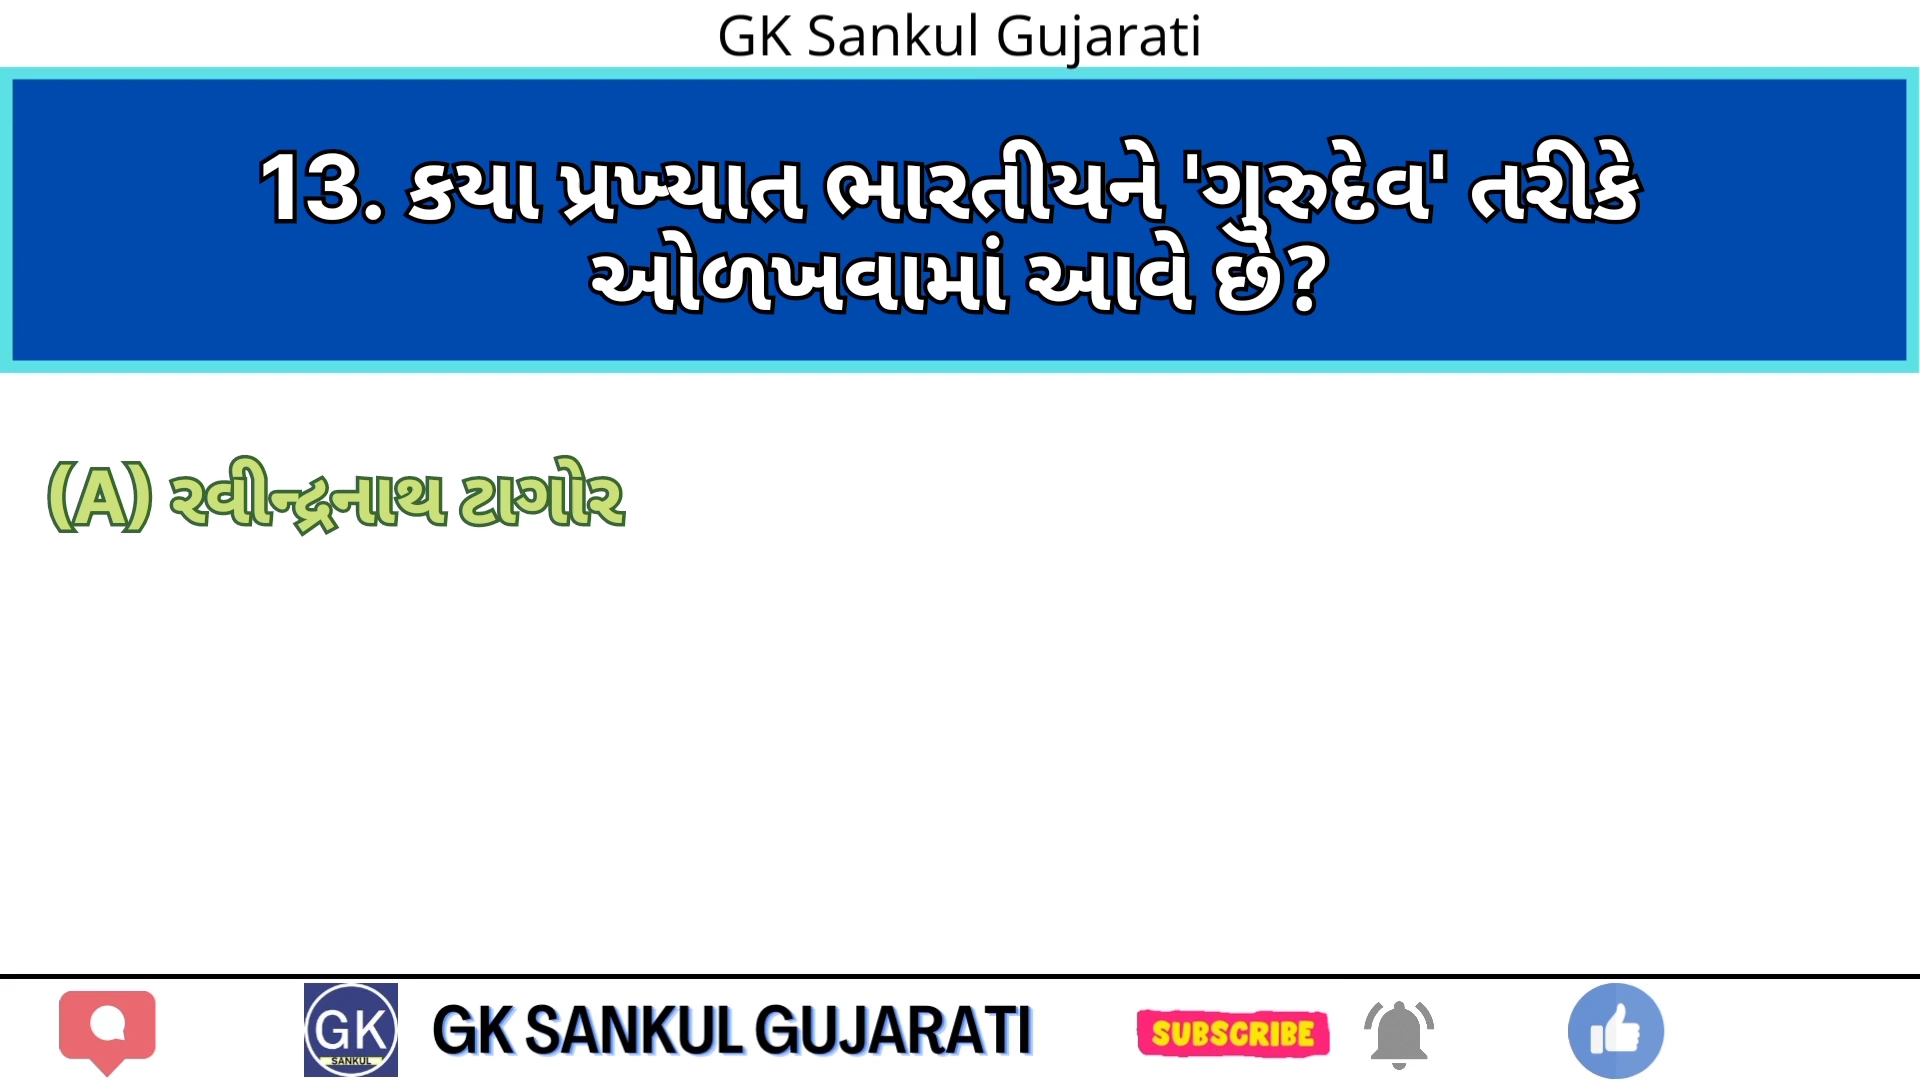 GK Sankul Gujarati
13. કયા પ્રખ્યાત ભારતીયને 'ગુરુદેવ' તરીકે
ઓળખવામાં આવે છે?
(A) રવીન્દ્રનાથ ટાગોર
GK
SANKUL
GK SANKUL GUJARATI
SUBSCRIBE